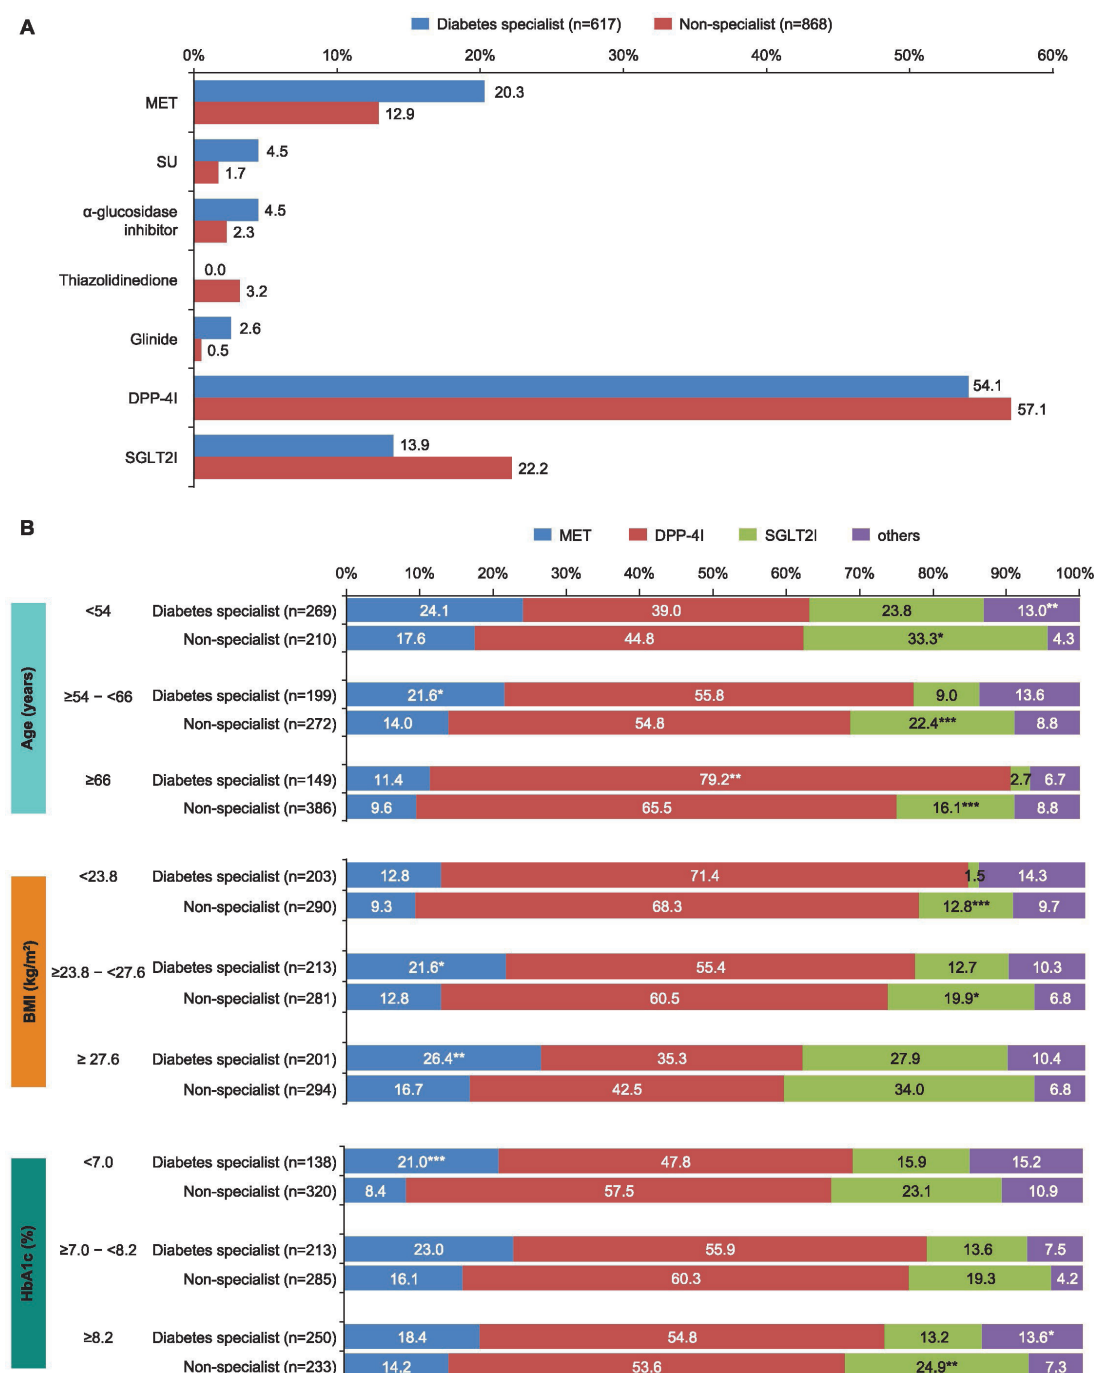 A
Diabetes specialist (n=617) Non-specialist (n=868)
0% 10% 20% 30% 40% 50% 60%
MET 20.3
12.9
SU 4.5
1.7
α-glucosidase
inhibitor
4.5
2.3
Thiazolidinedione 0.0
3.2
Glinide 2.6
0.5
DPP-4I 54.1
57.1
SGLT2I 13.9
22.2
B
MET DPP-4I SGLT2I others
0% 10% 20% 30% 40% 50% 60% 70% 80% 90% 100%
Age (years)
<54 Diabetes specialist (n=269) 24.1 39.0 23.8 13.0**
Non-specialist (n=210) 17.6 44.8 33.3* 4.3
≥54 – <66 Diabetes specialist (n=199) 21.6* 55.8 9.0 13.6
Non-specialist (n=272) 14.0 54.8 22.4*** 8.8
≥66 Diabetes specialist (n=149) 11.4 79.2** 2.7 6.7
Non-specialist (n=386) 9.6 65.5 16.1*** 8.8
BMI (kg/m²)
<23.8 Diabetes specialist (n=203) 12.8 71.4 1.5 14.3
Non-specialist (n=290) 9.3 68.3 12.8*** 9.7
≥23.8 – <27.6 Diabetes specialist (n=213) 21.6* 55.4 12.7 10.3
Non-specialist (n=281) 12.8 60.5 19.9* 6.8
≥ 27.6 Diabetes specialist (n=201) 26.4** 35.3 27.9 10.4
Non-specialist (n=294) 16.7 42.5 34.0 6.8
HbA1c (%)
<7.0 Diabetes specialist (n=138) 21.0*** 47.8 15.9 15.2
Non-specialist (n=320) 8.4 57.5 23.1 10.9
≥7.0 – <8.2 Diabetes specialist (n=213) 23.0 55.9 13.6 7.5
Non-specialist (n=285) 16.1 60.3 19.3 4.2
≥8.2 Diabetes specialist (n=250) 18.4 54.8 13.2 13.6*
Non-specialist (n=233) 14.2 53.6 24.9** 7.3